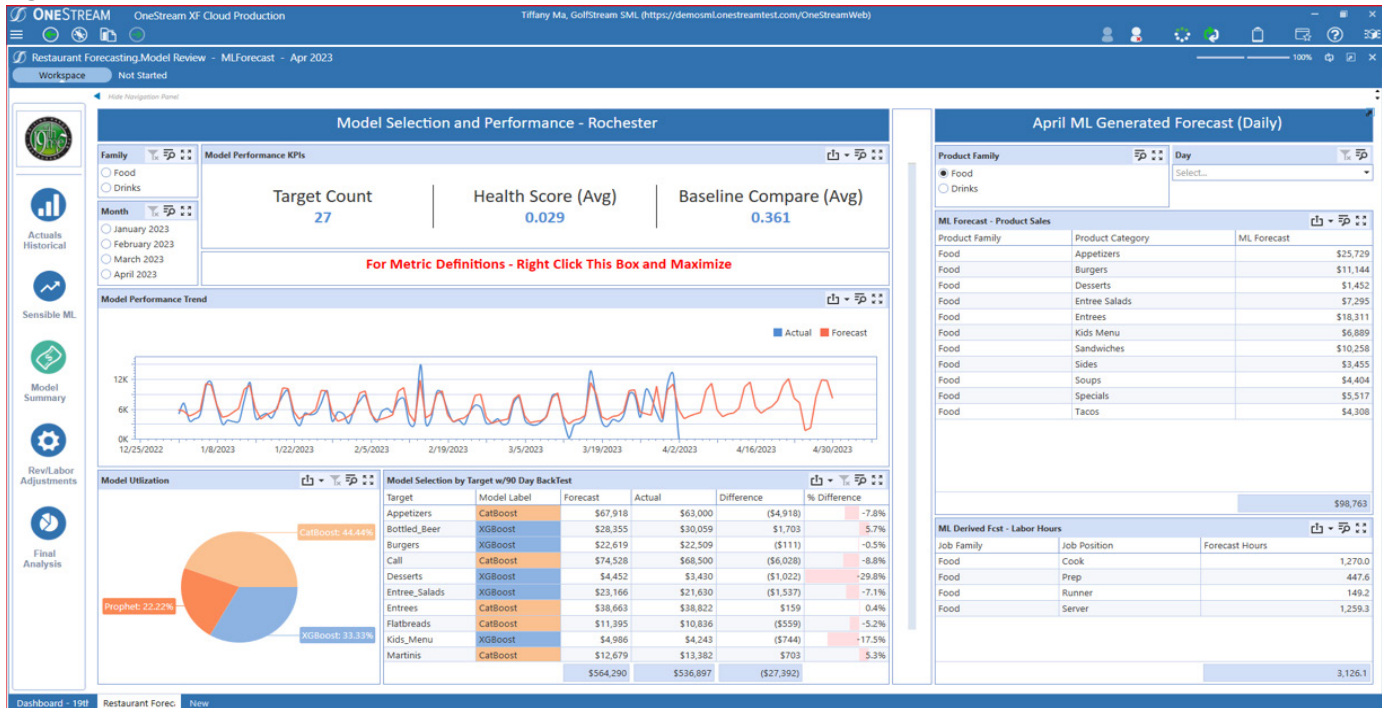 ONESTREAM OneStream XF Cloud Production Tiffany Ma, GolfStream SML (https://demosml.onestreamtest.com/OneStreamWeb)
Restaurant Forecasting.Model Review - MLForecast - Apr 2023
100%
Workspace Not Started
Hide Navigation Panel
19th
Actuals
Historical
Sensible ML
Model
Summary
Rev/Labor
Adjustments
Final
Analysis
Model Selection and Performance - Rochester
Family
Food
Drinks
Month
January 2023
February 2023
March 2023
April 2023
Model Performance KPIs
Target Count Health Score (Avg) Baseline Compare (Avg)
27 0.029 0.361
For Metric Definitions - Right Click This Box and Maximize
Model Performance Trend
Actual Forecast
12K
6K
0K
12/25/2022 1/8/2023 1/22/2023 2/5/2023 2/19/2023 3/5/2023 3/19/2023 4/2/2023 4/16/2023 4/30/2023
Model Utlization
CatBoost: 44.44%
Prophet: 22.22%
XGBoost: 33.33%
Model Selection by Target w/90 Day BackTest
Target Model Label Forecast Actual Difference % Difference
Appetizers CatBoost $67,918 $63,000 ($4,918) -7.8%
Bottled_Beer XGBoost $28,355 $30,059 $1,703 5.7%
Burgers XGBoost $22,619 $22,509 ($111) -0.5%
Call CatBoost $74,528 $68,500 ($6,028) -8.8%
Desserts XGBoost $4,452 $3,430 ($1,022) -29.8%
Entree_Salads XGBoost $23,166 $21,630 ($1,537) -7.1%
Entrees CatBoost $38,663 $38,822 $159 0.4%
Flatbreads CatBoost $11,395 $10,836 ($559) -5.2%
Kids_Menu XGBoost $4,986 $4,243 ($744) -17.5%
Martinis CatBoost $12,679 $13,382 $703 5.3%
$564,290 $536,897 ($27,392)
April ML Generated Forecast (Daily)
Product Family
Food
Drinks
Day
Select...
ML Forecast - Product Sales
Product Family Product Category ML Forecast
Food Appetizers $25,729
Food Burgers $11,144
Food Desserts $1,452
Food Entree Salads $7,295
Food Entrees $18,311
Food Kids Menu $6,889
Food Sandwiches $10,258
Food Sides $3,455
Food Soups $4,404
Food Specials $5,517
Food Tacos $4,308
$98,763
ML Derived Fcst - Labor Hours
Job Family Job Position Forecast Hours
Food Cook 1,270.0
Food Prep 447.6
Food Runner 149.2
Food Server 1,259.3
3,126.1
Dashboard - 19tl Restaurant Forec. New